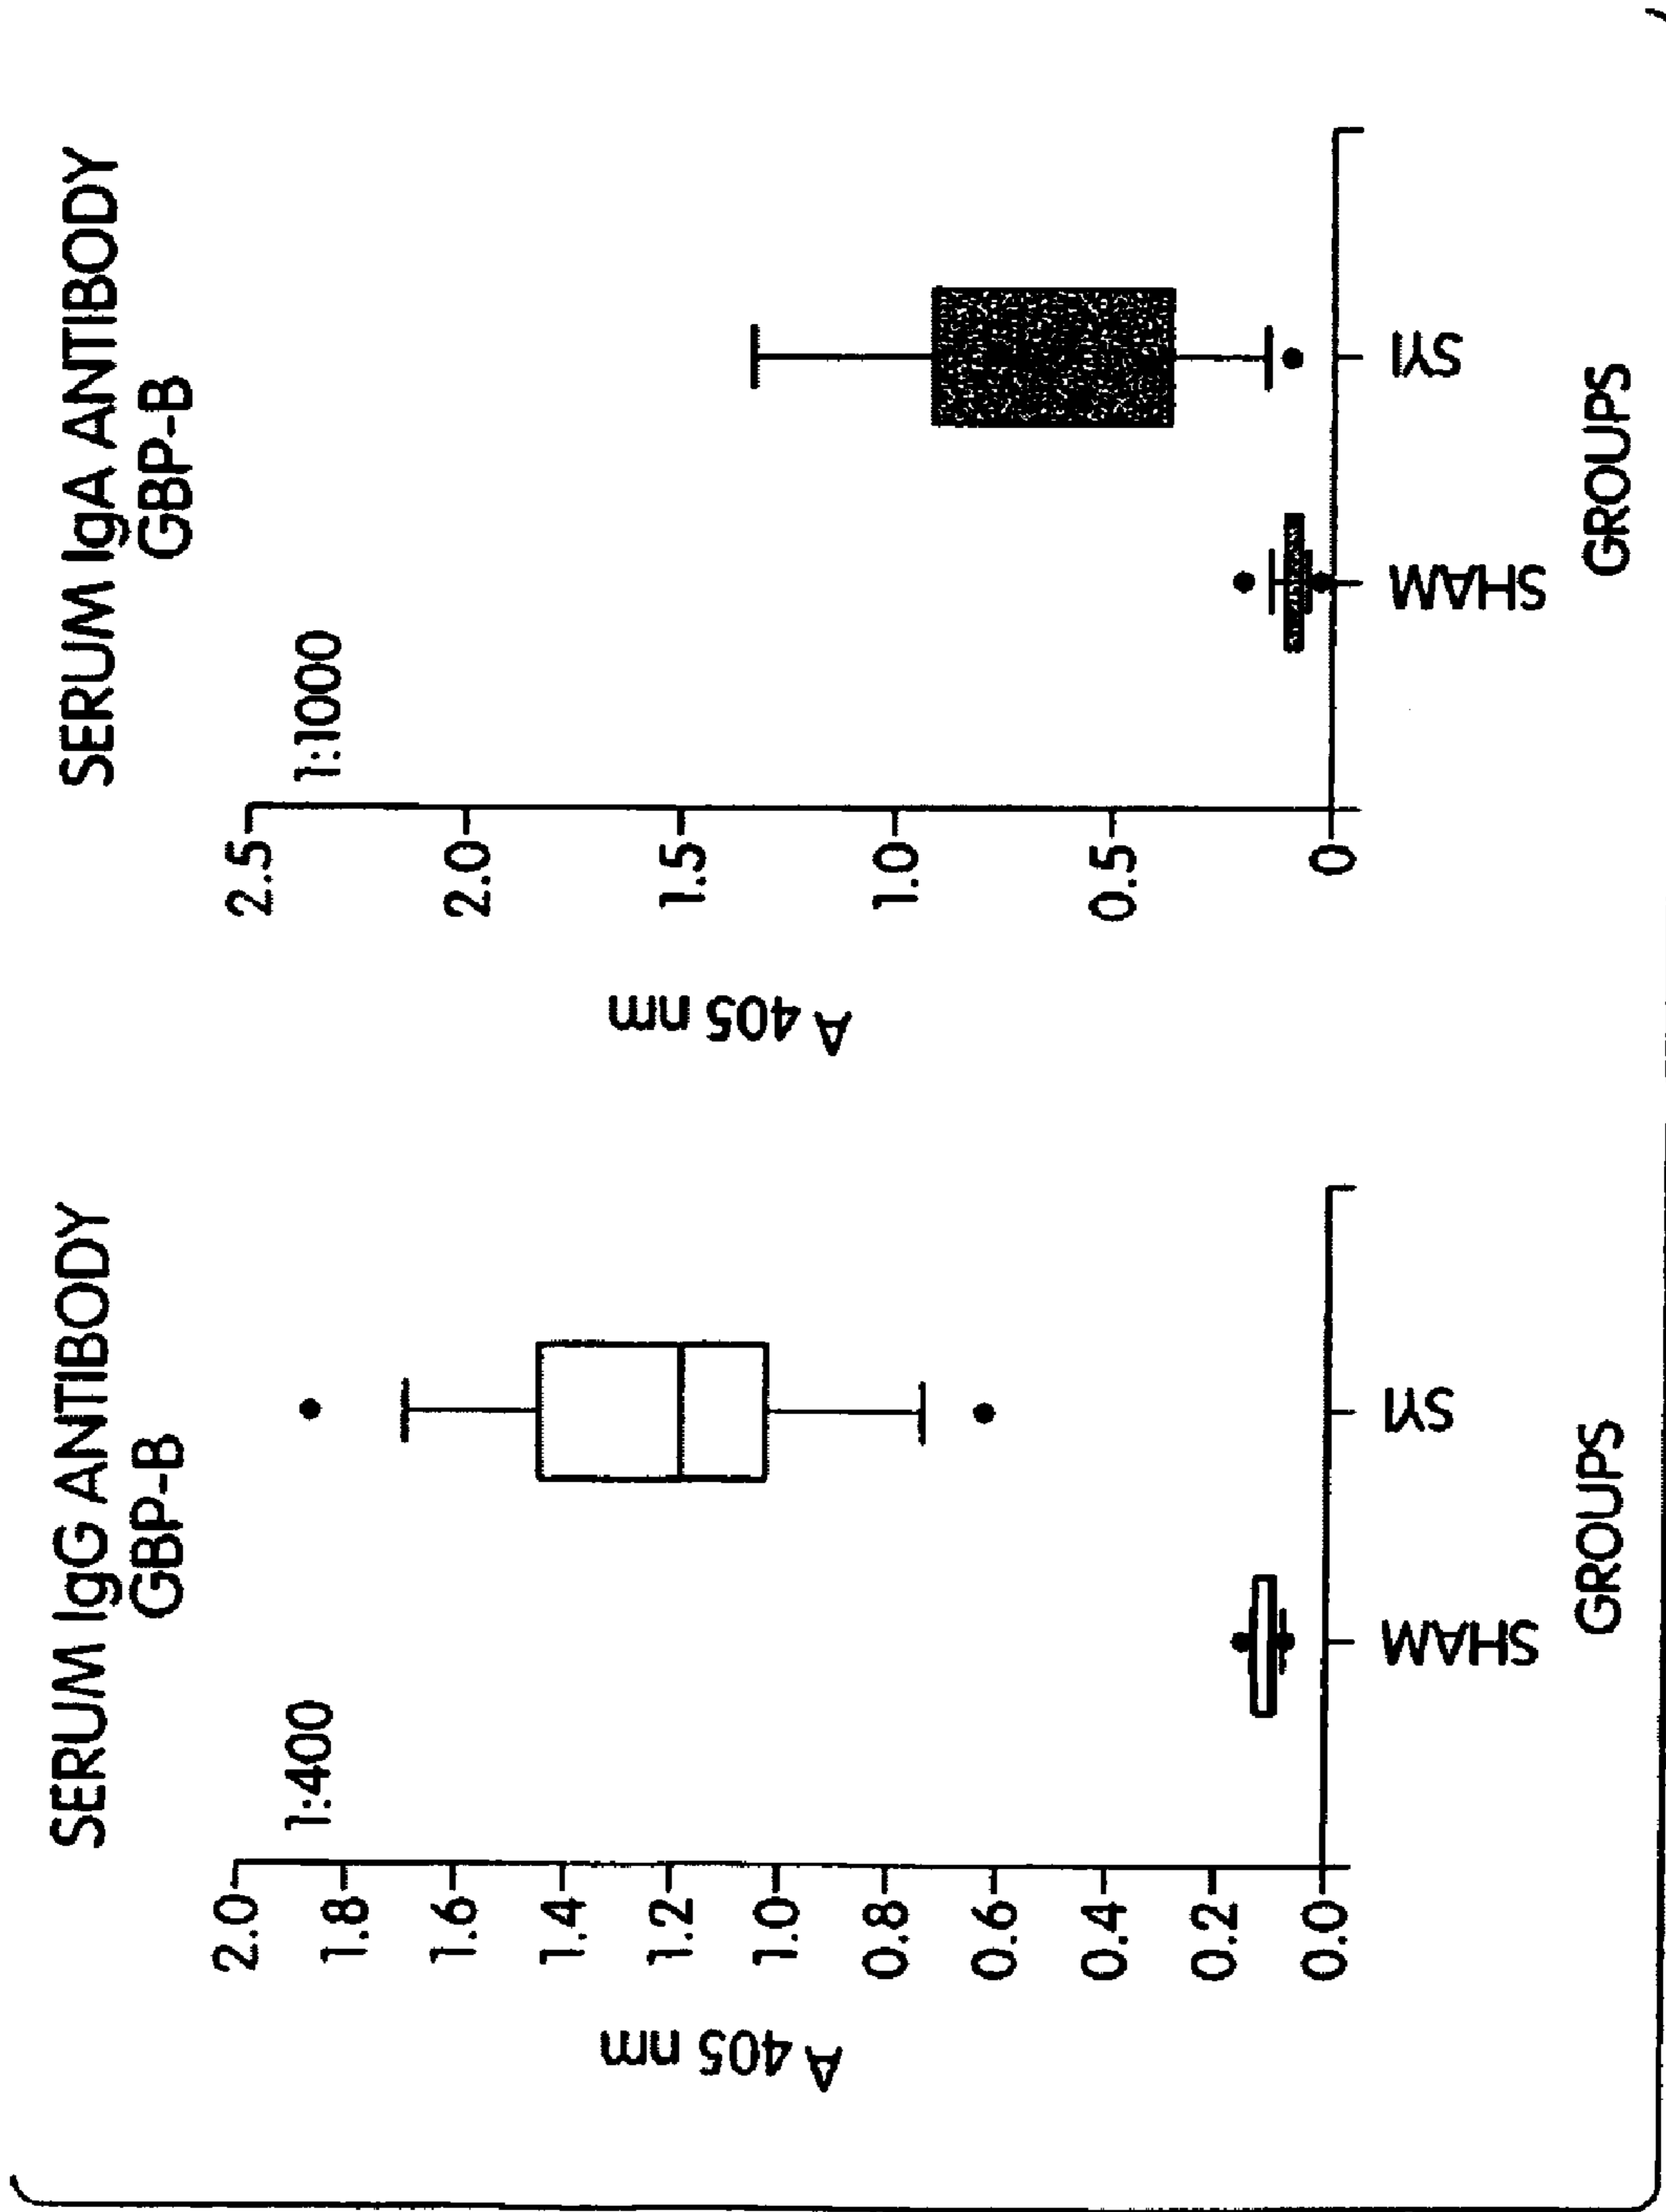 SERUM IgG ANTIBODY
GBP-B
1:400
A 405 nm
2.0
1.8
1.6
1.4
1.2
1.0
0.8
0.6
0.4
0.2
0.0
SHAM
SYI
GROUPS
SERUM IgA ANTIBODY
GBP-B
1:1000
A 405 nm
2.5
2.0
1.5
1.0
0.5
0
SHAM
SYI
GROUPS